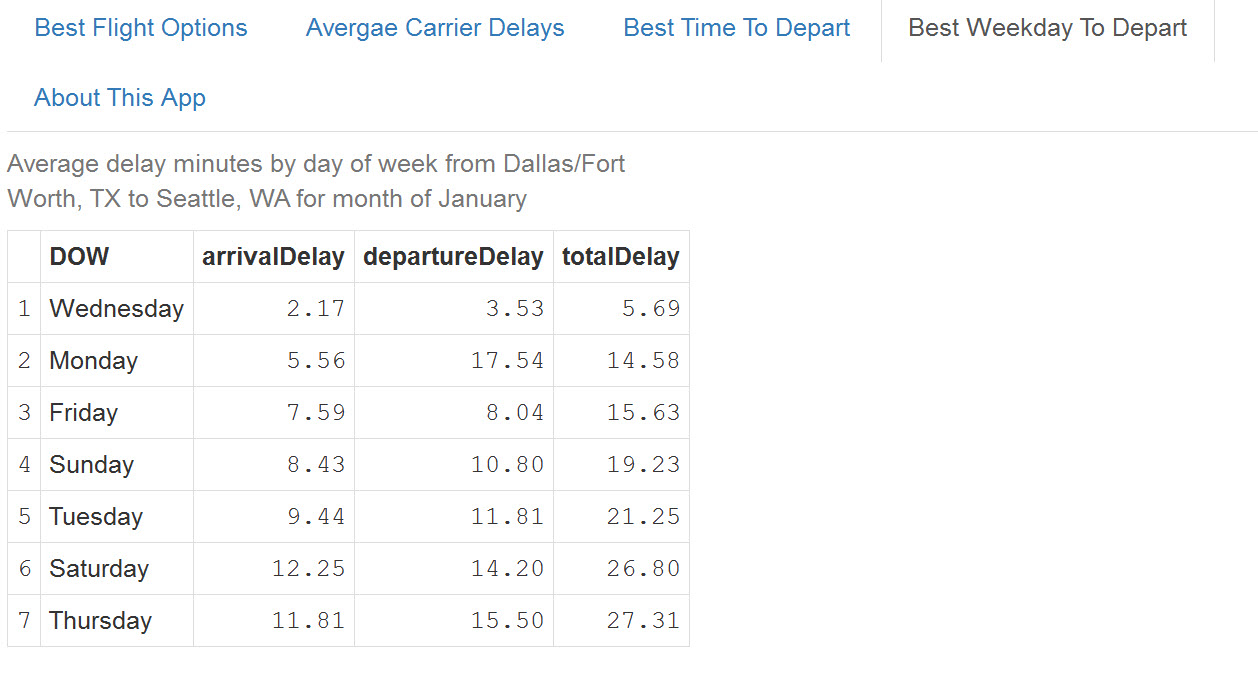 Best Flight Options Avergae Carrier Delays Best Time To Depart Best Weekday To Depart
About This App
Average delay minutes by day of week from Dallas/Fort
Worth, TX to Seattle, WA for month of January
DOW arrivalDelay departureDelay totalDelay
1 Wednesday 2.17 3.53 5.69
2 Monday 5.56 17.54 14.58
3 Friday 7.59 8.04 15.63
4 Sunday 8.43 10.80 19.23
5 Tuesday 9.44 11.81 21.25
6 Saturday 12.25 14.20 26.80
7 Thursday 11.81 15.50 27.31